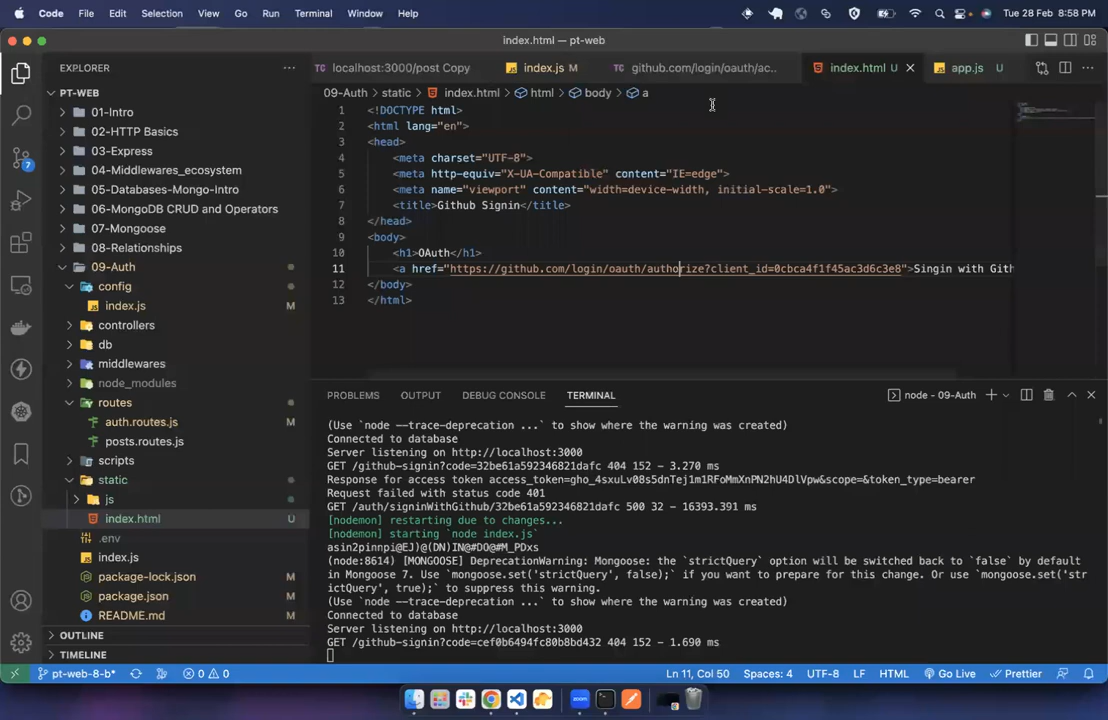 Code File Edit Selection View Go Run Terminal Window Help Tue 28 Feb 8:58 PM
index.html — pt-web
EXPLORER
localhost:3000/post Copy
index.js M
github.com/login/oauth/ac..
index.html U
app.js U
PT-WEB
01-Intro
02-HTTP Basics
03-Express
04-Middlewares_ecosystem
05-Databases-Mongo-Intro
06-MongoDB CRUD and Operators
07-Mongoose
08-Relationships
09-Auth
config
index.js M
controllers
db
middlewares
node_modules
routes
auth.routes.js M
posts.routes.js
scripts
static
js
index.html U
.env
index.js
package-lock.json M
package.json M
README.md M
OUTLINE
TIMELINE
7
09-Auth > static > index.html > html > body > a
1 <!DOCTYPE html>
2 <html lang="en">
3 <head>
4 <meta charset="UTF-8">
5 <meta http-equiv="X-UA-Compatible" content="IE=edge">
6 <meta name="viewport" content="width=device-width, initial-scale=1.0">
7 <title>Github Signin</title>
8 </head>
9 <body>
10 <h1>OAuth</h1>
11 <a href="https://github.com/login/oauth/authorize?client_id=0cbca4f1f45ac3d6c3e8">Singin with Gith
12 </body>
13 </html>
PROBLEMS OUTPUT DEBUG CONSOLE TERMINAL node - 09-Auth
(Use `node --trace-deprecation ...` to show where the warning was created)
Connected to database
Server listening on http://localhost:3000
GET /github-signin?code=32be61a592346821dafc 404 152 - 3.270 ms
Response for access token access_token=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&scope=&token_type=bearer
Request failed with status code 401
GET /auth/signinWithGithub/32be61a592346821dafc 500 32 - 16393.391 ms
[nodemon] restarting due to changes...
[nodemon] starting `node index.js`
asin2pinnpi@EJ)@(DN)IN@#DO@#M_PDxs
(node:8614) [MONGOOSE] DeprecationWarning: Mongoose: the `strictQuery` option will be switched back to `false` by default
in Mongoose 7. Use `mongoose.set('strictQuery', false);` if you want to prepare for this change. Or use `mongoose.set('str
ictQuery', true);` to suppress this warning.
(Use `node --trace-deprecation ...` to show where the warning was created)
Connected to database
Server listening on http://localhost:3000
GET /github-signin?code=cef0b6494fc80b8bd432 404 152 - 1.690 ms
pt-web-8-b* 0 0 Ln 11, Col 50 Spaces: 4 UTF-8 LF HTML Go Live Prettier